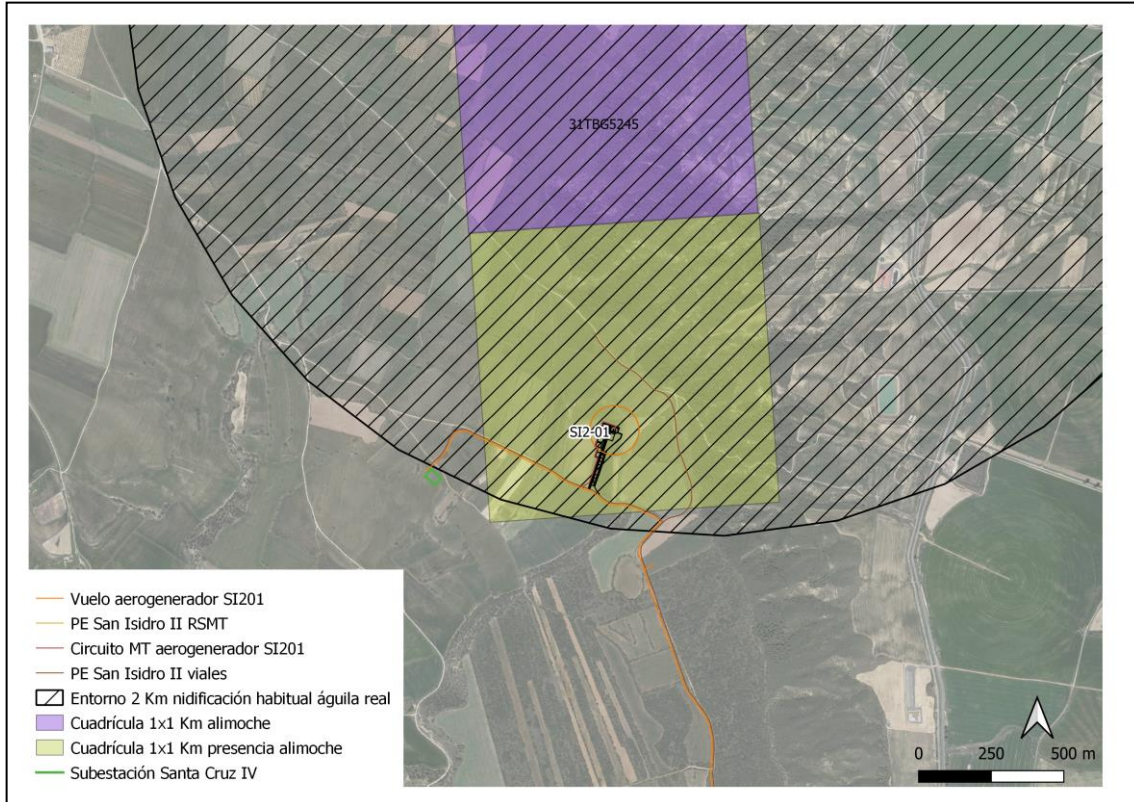 31TBG5245
SI2-01
Vuelo aerogenerador SI201
PE San Isidro II RSMT
Circuito MT aerogenerador SI201
PE San Isidro II viales
Entorno 2 Km nidificación habitual águila real
Cuadrícula 1x1 Km alimoche
Cuadrícula 1x1 Km presencia alimoche
Subestación Santa Cruz IV
0 250 500 m